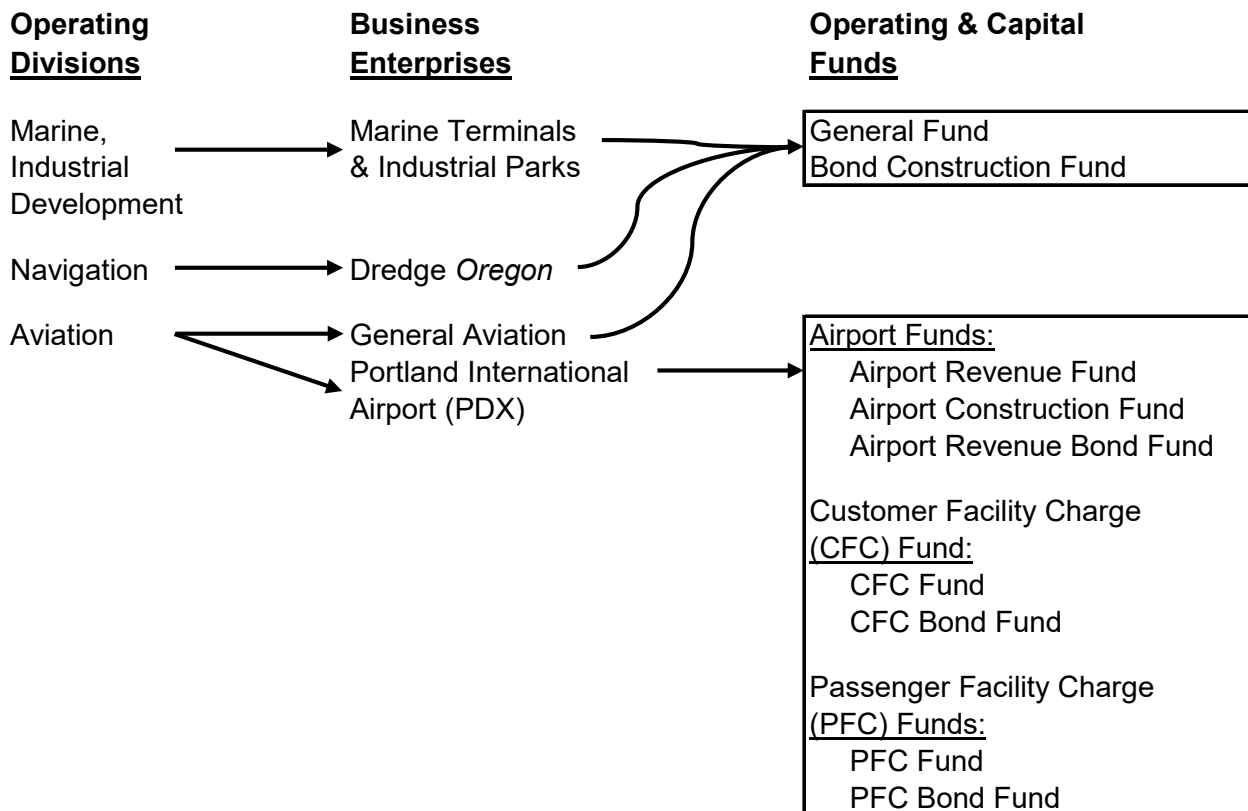 Operating
Divisions
Business
Enterprises
Operating & Capital
Funds
Marine,
Industrial
Development
Marine Terminals
& Industrial Parks
General Fund
Bond Construction Fund
Navigation
Dredge Oregon
Aviation
General Aviation
Portland International
Airport (PDX)
Airport Funds:
Airport Revenue Fund
Airport Construction Fund
Airport Revenue Bond Fund
Customer Facility Charge
(CFC) Fund:
CFC Fund
CFC Bond Fund
Passenger Facility Charge
(PFC) Funds:
PFC Fund
PFC Bond Fund